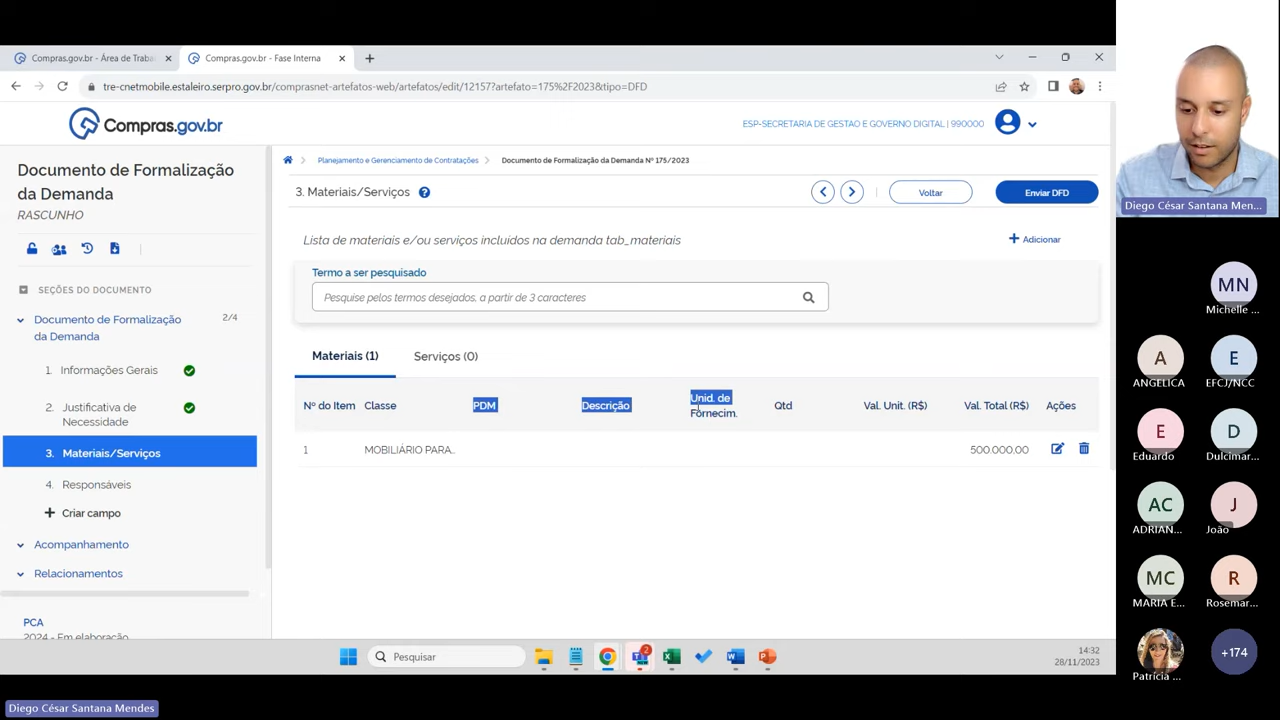 Compras.gov.br - Área de Traba
Compras.gov.br - Fase Interna
tre-cnetmobile.estaleiro.serpro.gov.br/comprasnet-artefatos-web/artefatos/edit/12157?artefato=175%2F2023&tipo=DFD
Compras.gov.br
ESP-SECRETARIA DE GESTAO E GOVERNO DIGITAL | 990000
Documento de Formalização
da Demanda
RASCUNHO
SEÇÕES DO DOCUMENTO
Documento de Formalização
da Demanda
2/4
1. Informações Gerais
2. Justificativa de
Necessidade
3. Materiais/Serviços
4. Responsáveis
Criar campo
Acompanhamento
Relacionamentos
PCA
2024 - Em elaboração
Planejamento e Gerenciamento de Contratações
Documento de Formalização da Demanda Nº 175/2023
3. Materiais/Serviços
Voltar
Enviar DFD
Lista de materiais e/ou serviços incluidos na demanda tab_materiais
Adicionar
Termo a ser pesquisado
Pesquise pelos termos desejados, a partir de 3 caracteres
Materiais (1)
Serviços (0)
Nº do Item Classe PDM Descrição Unid. de Fornecim. Qtd Val. Unit. (R$) Val. Total (R$) Ações
1 MOBILIÁRIO PARA.. 500.000,00
Pesquisar
2
14:32
28/11/2023
Diego César Santana Men...
MN
Michelle ...
A
ANGELICA
E
EFCJ/NCC
E
Eduardo
D
Dulcimar...
AC
ADRIAN...
J
João
MC
MARIA E...
R
Rosemar...
Patrícia ...
+174
Diego César Santana Mendes